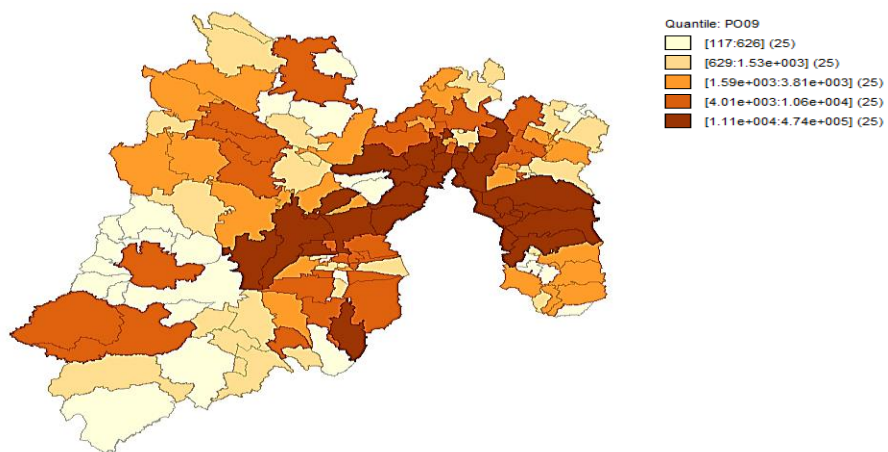 Quantile: PO09
[117:626] (25)
[629:1.53e+003] (25)
[1.59e+003:3.81e+003] (25)
[4.01e+003:1.06e+004] (25)
[1.11e+004:4.74e+005] (25)